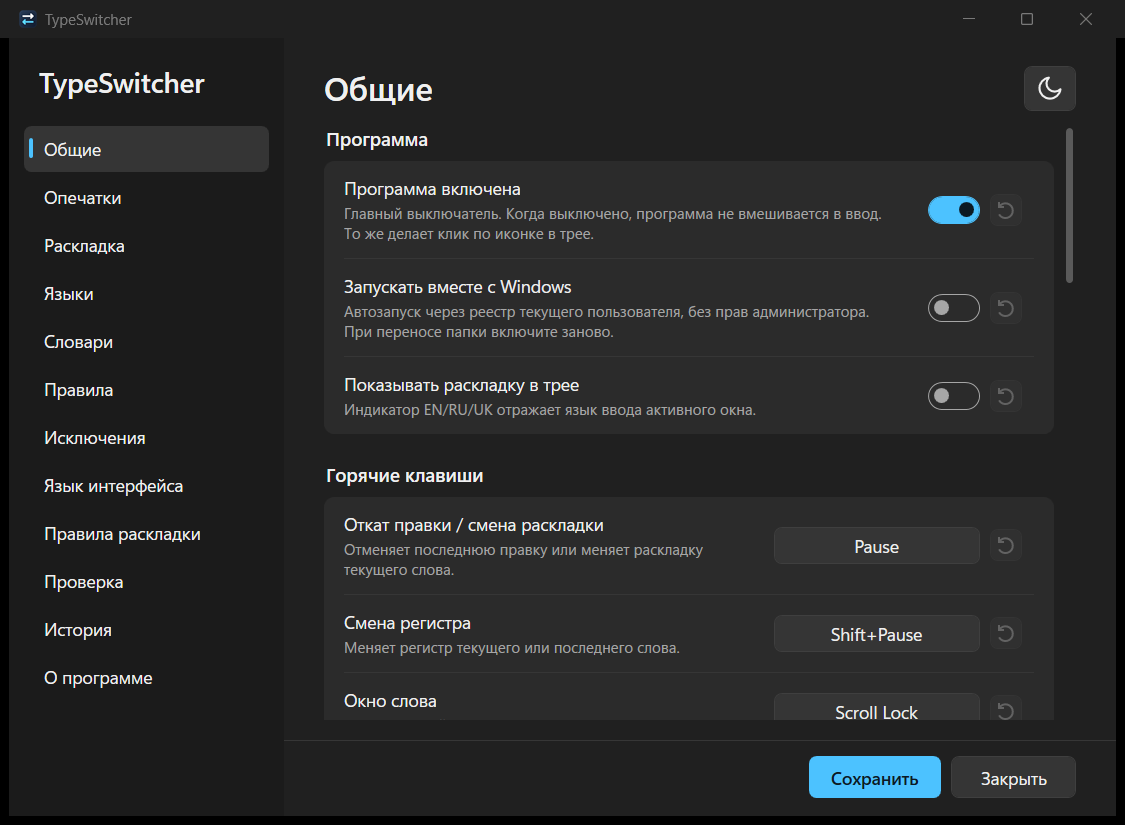 TypeSwitcher
TypeSwitcher
Общие
Опечатки
Раскладка
Языки
Словари
Правила
Исключения
Язык интерфейса
Правила раскладки
Проверка
История
О программе
Общие
Программа
Программа включена
Главный выключатель. Когда выключено, программа не вмешивается в ввод.
То же делает клик по иконке в трее.
Запускать вместе с Windows
Автозапуск через реестр текущего пользователя, без прав администратора.
При переносе папки включите заново.
Показывать раскладку в трее
Индикатор EN/RU/UK отражает язык ввода активного окна.
Горячие клавиши
Откат правки / смена раскладки
Отменяет последнюю правку или меняет раскладку
текущего слова.
Pause
Смена регистра
Меняет регистр текущего или последнего слова.
Shift+Pause
Окно слова
Scroll Lock
Сохранить
Закрыть